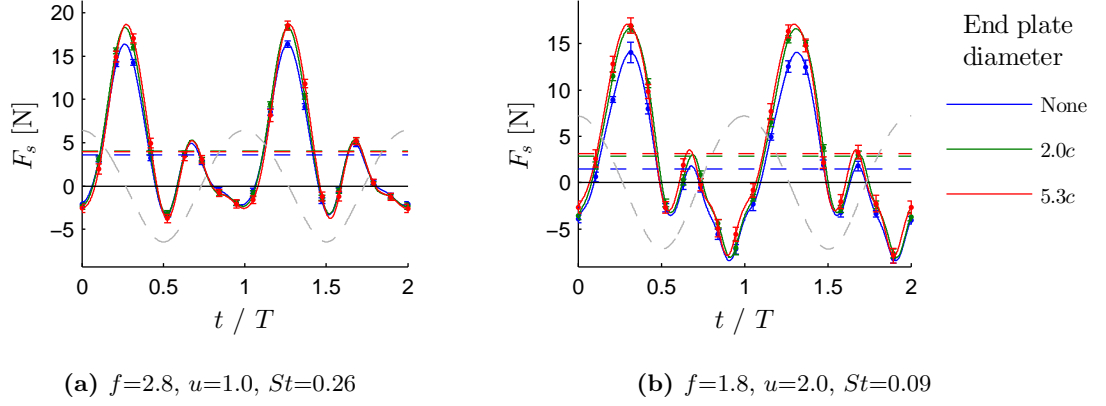 20
15
10
5
0
−5
F_s [N]
0
0.5
1
1.5
2
t / T
(a) f=2.8, u=1.0, St=0.26
15
10
5
0
−5
F_s [N]
0
0.5
1
1.5
2
t / T
(b) f=1.8, u=2.0, St=0.09
End plate
diameter
None
2.0c
5.3c